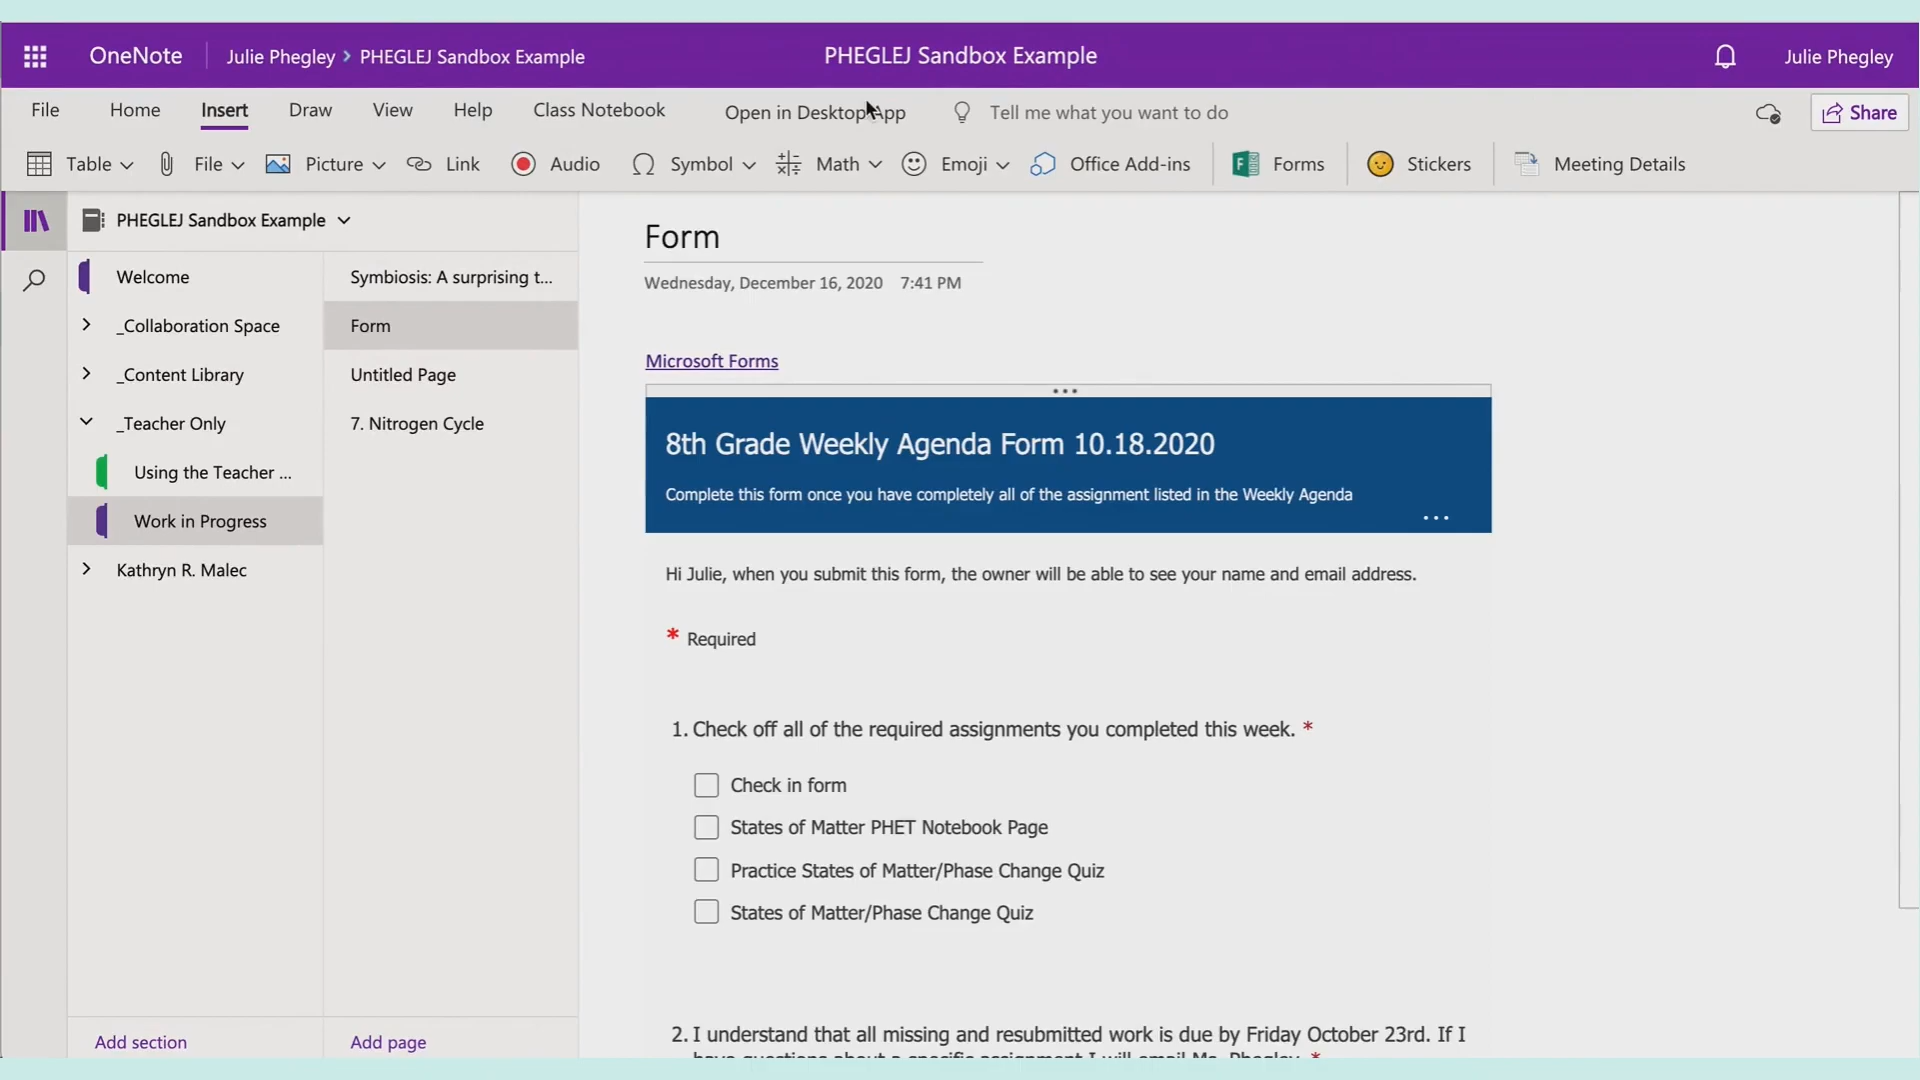 OneNote Julie Phegley > PHEGLEJ Sandbox Example PHEGLEJ Sandbox Example Julie Phegley
File Home Insert Draw View Help Class Notebook Open in Desktop App Tell me what you want to do Share
Table File Picture Link Audio Symbol Math Emoji Office Add-ins Forms Stickers Meeting Details
PHEGLEJ Sandbox Example
Welcome
_Collaboration Space
_Content Library
_Teacher Only
Using the Teacher ...
Work in Progress
Kathryn R. Malec
Add section
Symbiosis: A surprising t...
Form
Untitled Page
7. Nitrogen Cycle
Add page
Form
Wednesday, December 16, 2020 7:41 PM
Microsoft Forms
8th Grade Weekly Agenda Form 10.18.2020
Complete this form once you have completely all of the assignment listed in the Weekly Agenda
Hi Julie, when you submit this form, the owner will be able to see your name and email address.
* Required
1. Check off all of the required assignments you completed this week. *
Check in form
States of Matter PHET Notebook Page
Practice States of Matter/Phase Change Quiz
States of Matter/Phase Change Quiz
2. I understand that all missing and resubmitted work is due by Friday October 23rd. If I
have questions about a specific assignment I will email Ms. Phegley. *